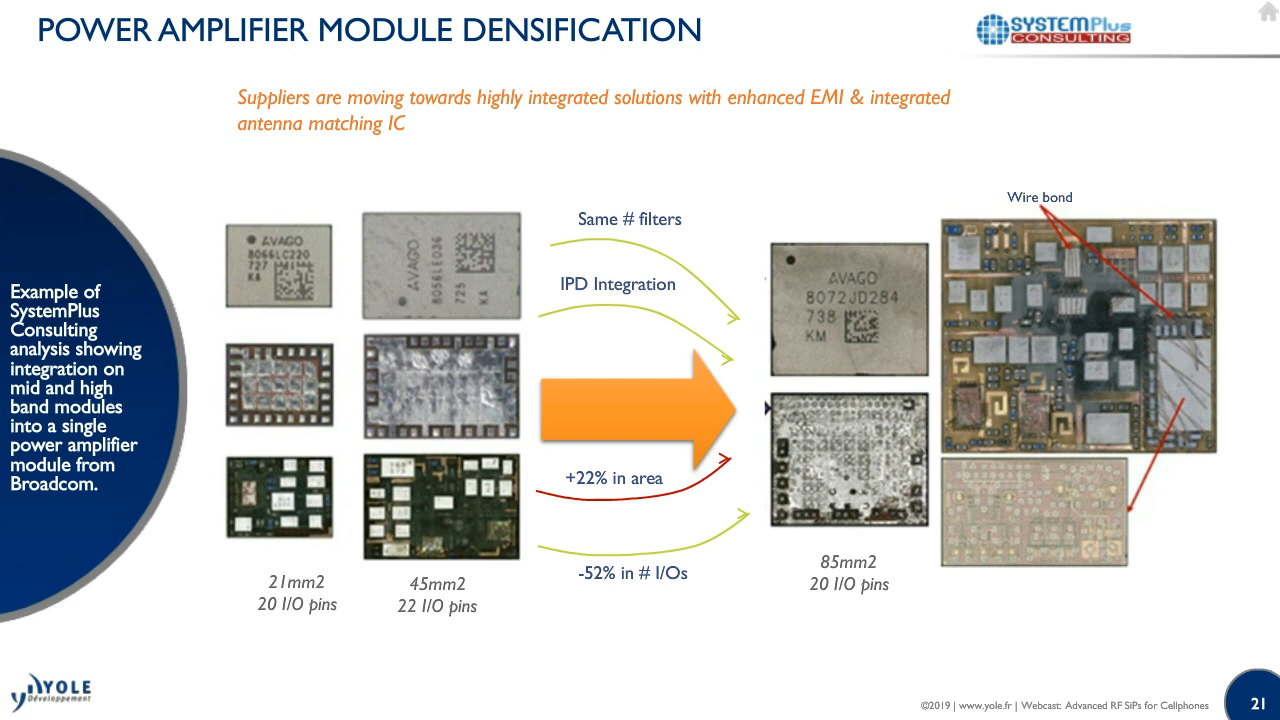 POWER AMPLIFIER MODULE DENSIFICATION
SYSTEMPlus
CONSULTING
Suppliers are moving towards highly integrated solutions with enhanced EMI & integrated
antenna matching IC
Example of
SystemPlus
Consulting
analysis showing
integration on
mid and high
band modules
into a single
power amplifier
module from
Broadcom.
AVAGO
8066LC220
727
KA
AVAGO
8056LE036
725
KA
Same # filters
IPD Integration
+22% in area
-52% in # I/Os
AVAGO
8072JD284
738
KM
Wire bond
21mm2
20 I/O pins
45mm2
22 I/O pins
85mm2
20 I/O pins
YOLE
Développement
©2019 | www.yole.fr | Webcast: Advanced RF SiPs for Cellphones
21